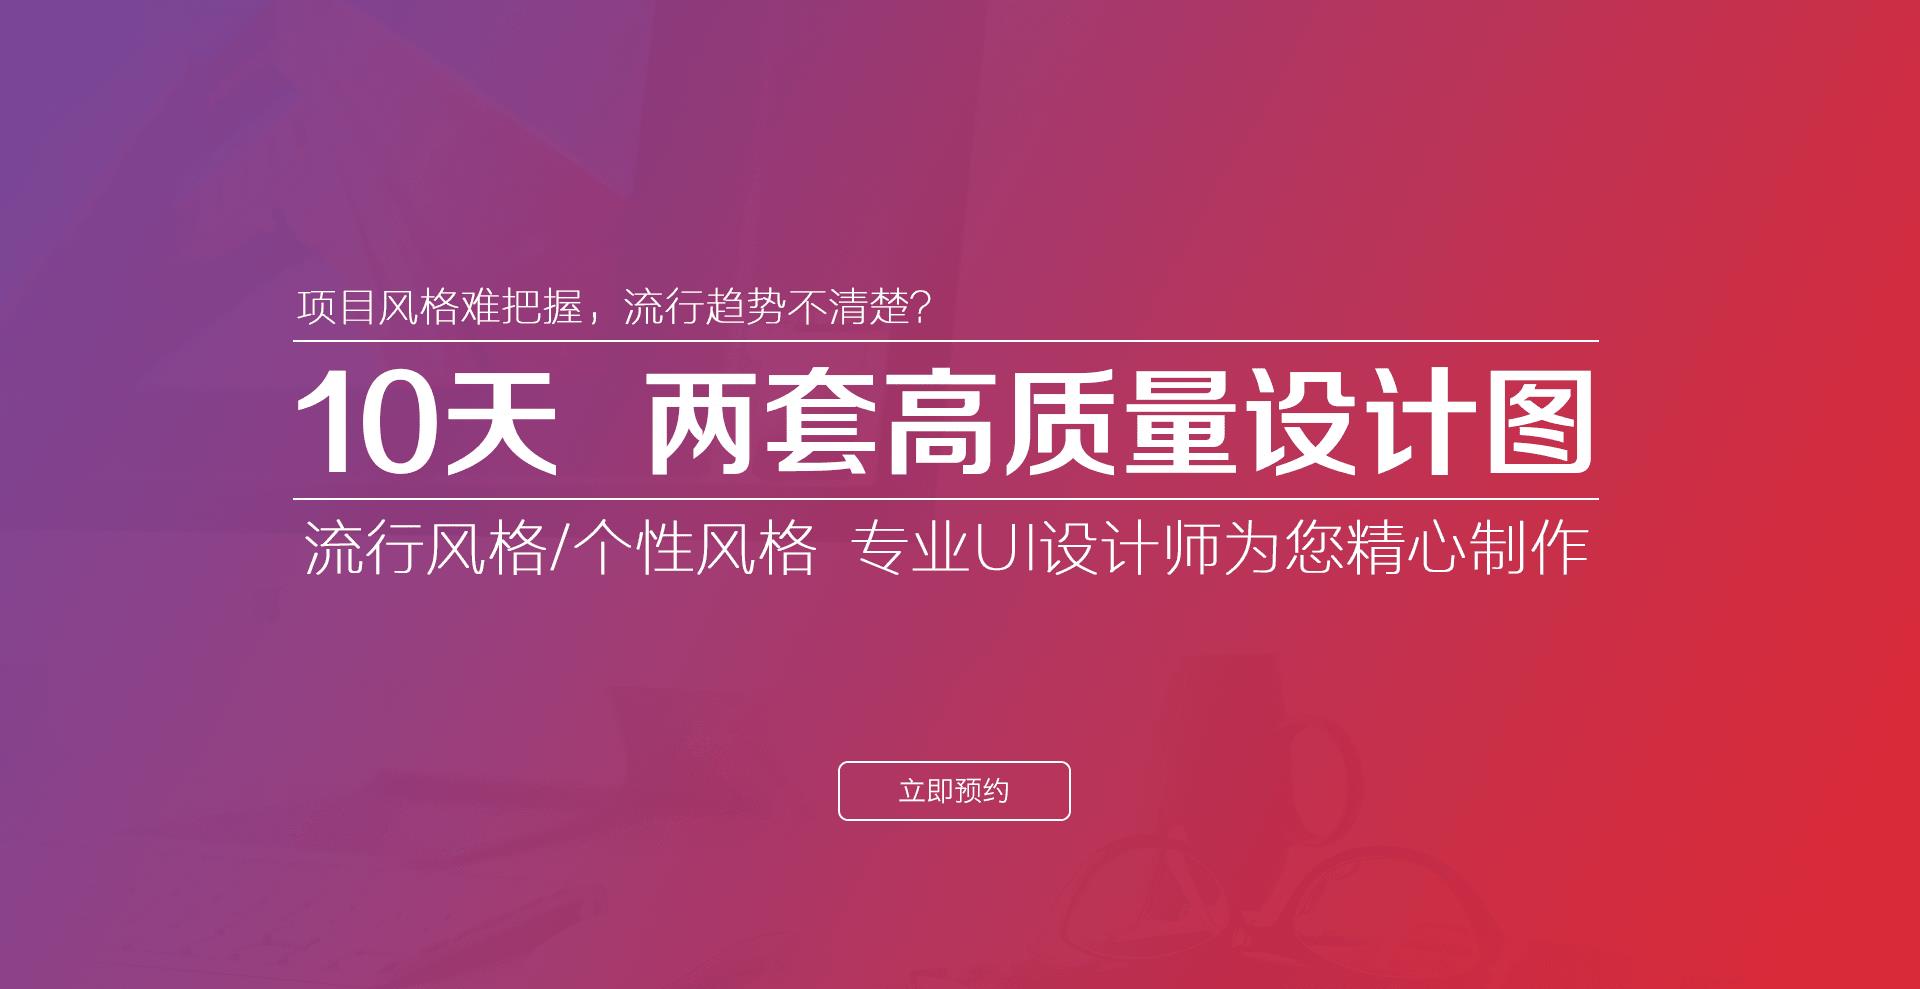 项目风格难把握，流行趋势不清楚？
10天 两套高质量设计图
流行风格/个性风格 专业UI设计师为您精心制作
立即预约